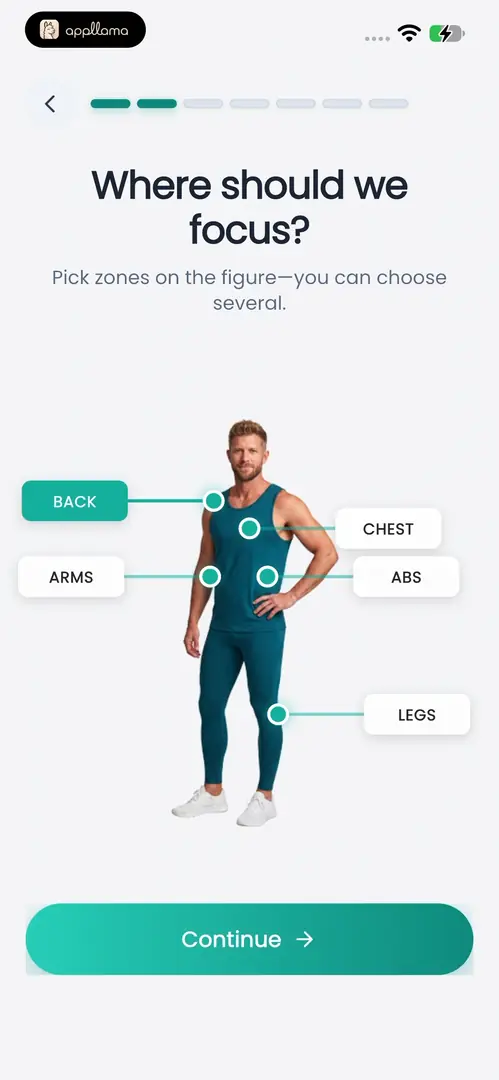 appllama
Where should we
focus?
Pick zones on the figure—you can choose
several.
BACK
CHEST
ARMS
ABS
LEGS
Continue →